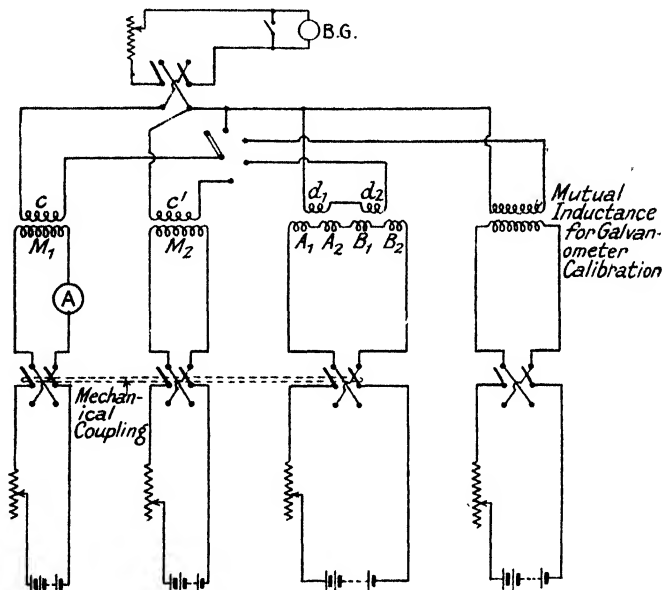 B.G.
c
c'
d₁
d₂
M₁
M₂
A₁ A₂ B₁ B₂
Mutual
Inductance
for Galvan-
ometer
Calibration
A
Mechan-
ical
Coupling